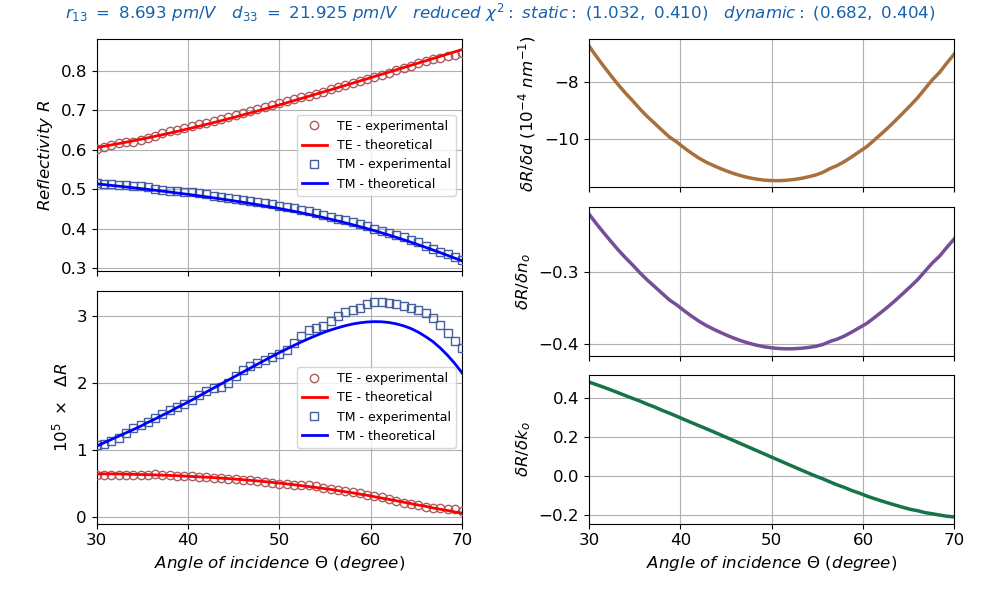 r13 = 8.693 pm/V d33 = 21.925 pm/V reduced χ²: static: (1.032, 0.410) dynamic: (0.682, 0.404)
Reflectivity R
0.8
0.7
0.6
0.5
0.4
0.3
TE - experimental
TE - theoretical
TM - experimental
TM - theoretical
10⁵ × ΔR
3
2
1
0
TE - experimental
TE - theoretical
TM - experimental
TM - theoretical
30 40 50 60 70
Angle of incidence Θ (degree)
δR/δd (10⁻⁴ nm⁻¹)
−8
−10
δR/δnₒ
−0.3
−0.4
δR/δkₒ
0.4
0.2
0.0
−0.2
30 40 50 60 70
Angle of incidence Θ (degree)